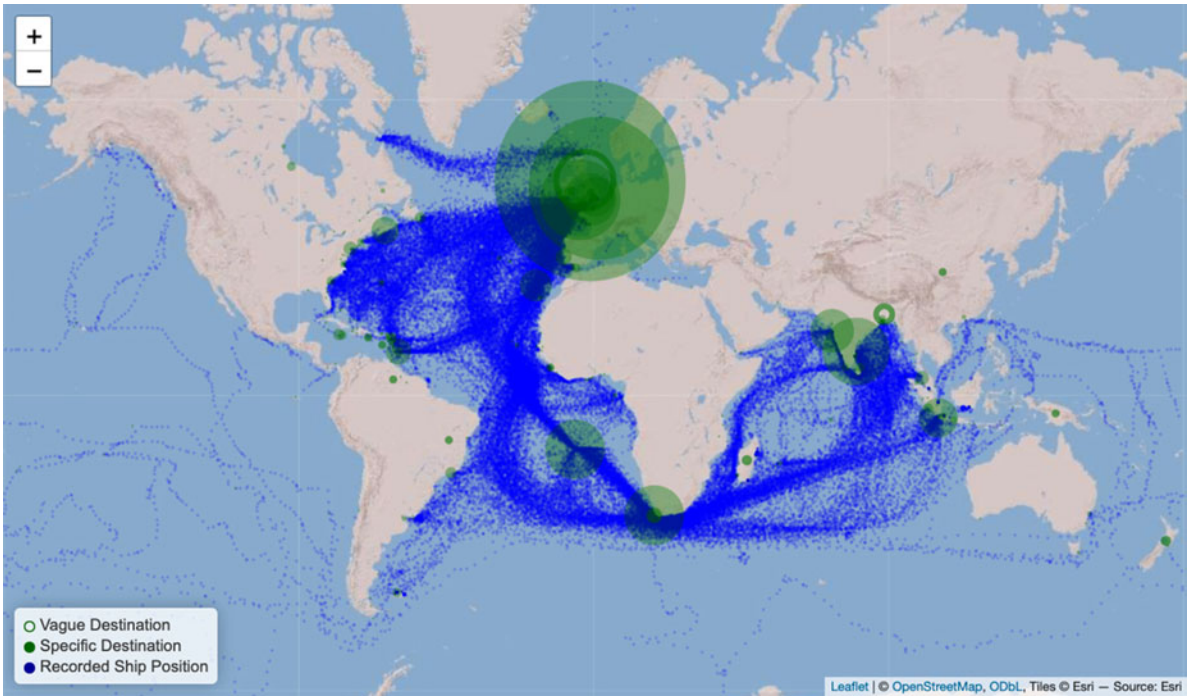 +
−
Vague Destination
Specific Destination
Recorded Ship Position
Leaflet | © OpenStreetMap, ODbL, Tiles © Esri — Source: Esri